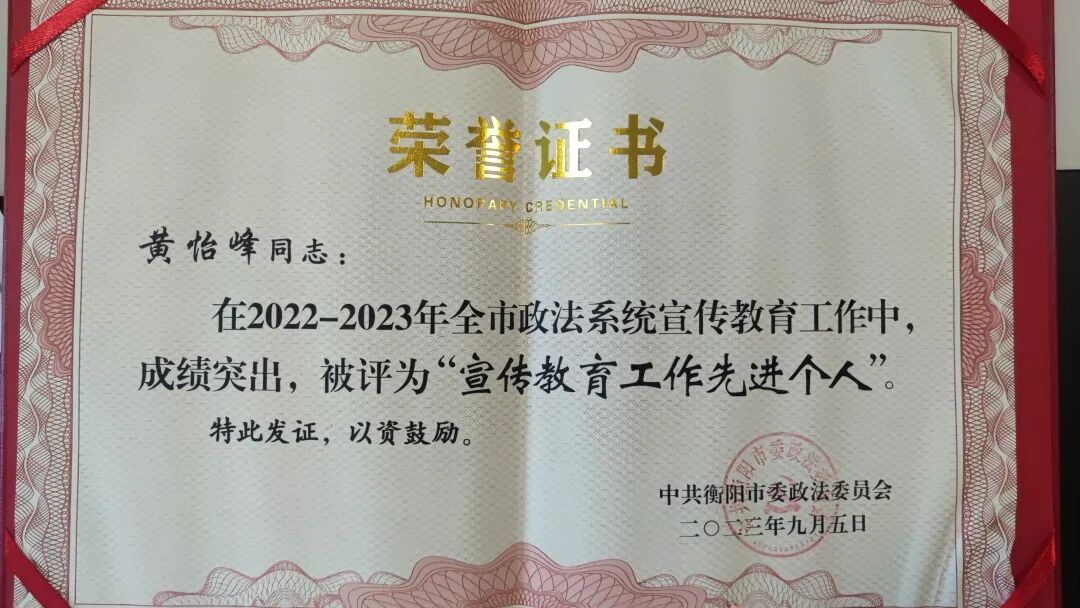 荣誉证书
HONORARY CREDENTIAL
黄怡峰同志：
在2022-2023年全市政法系统宣传教育工作中，
成绩突出，被评为“宣传教育工作先进个人”。
特此发证，以资鼓励。
中共衡阳市委政法委员会
二〇二三年九月五日